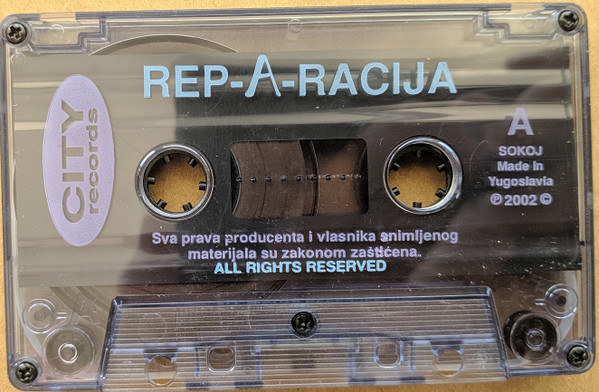 REP-A-RACIJA
CITY
records
A
SOKOJ
Made In
Yugoslavia
℗ 2002 ©
Sva prava producenta i vlasnika snimljenog
materijala su zakonom zaštićena.
ALL RIGHTS RESERVED